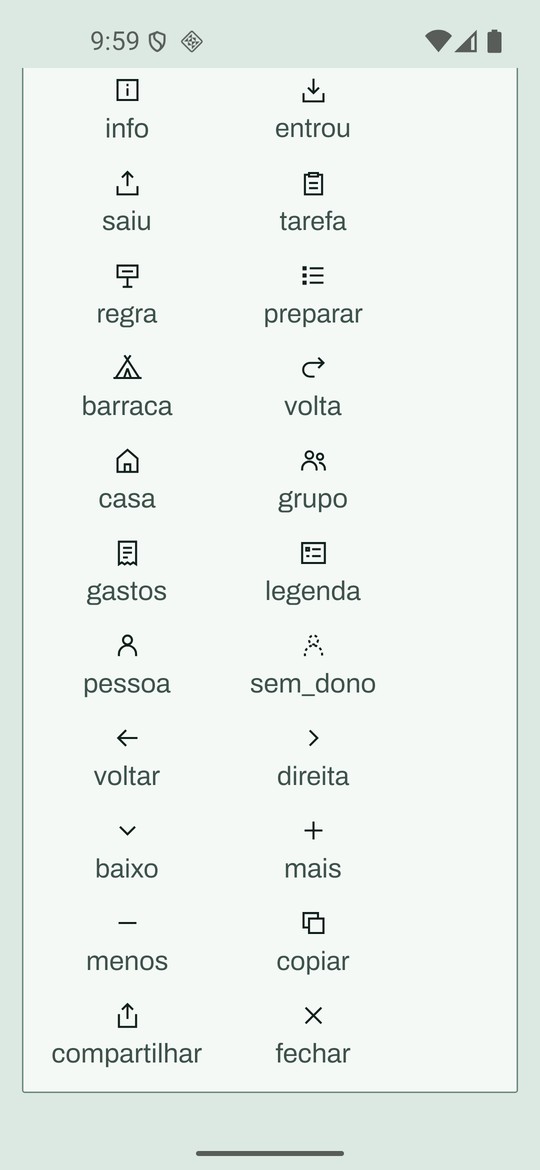 9:59
info entrou
saiu tarefa
regra preparar
barraca volta
casa grupo
gastos legenda
pessoa sem_dono
voltar direita
baixo mais
menos copiar
compartilhar fechar